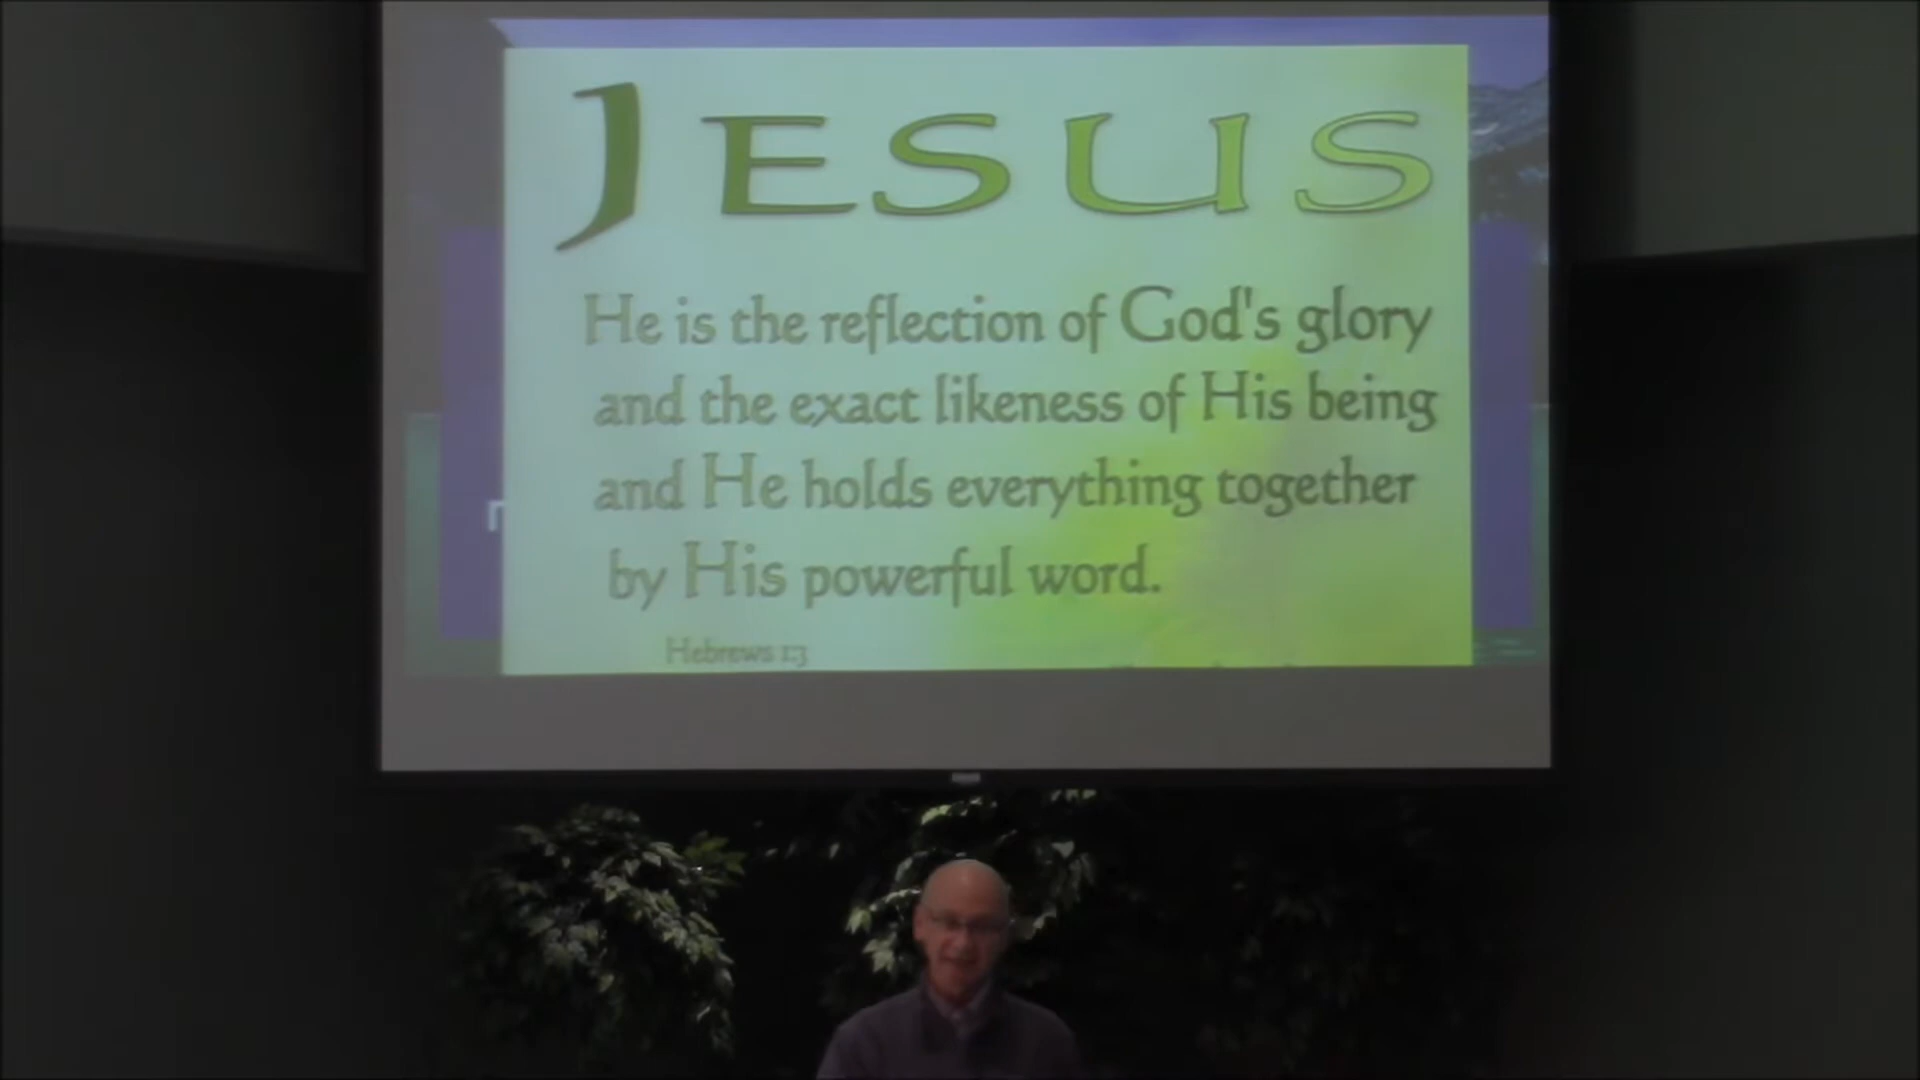 JESUS
He is the reflection of God's glory
and the exact likeness of His being
and He holds everything together
by His powerful word.
Hebrews 1:3